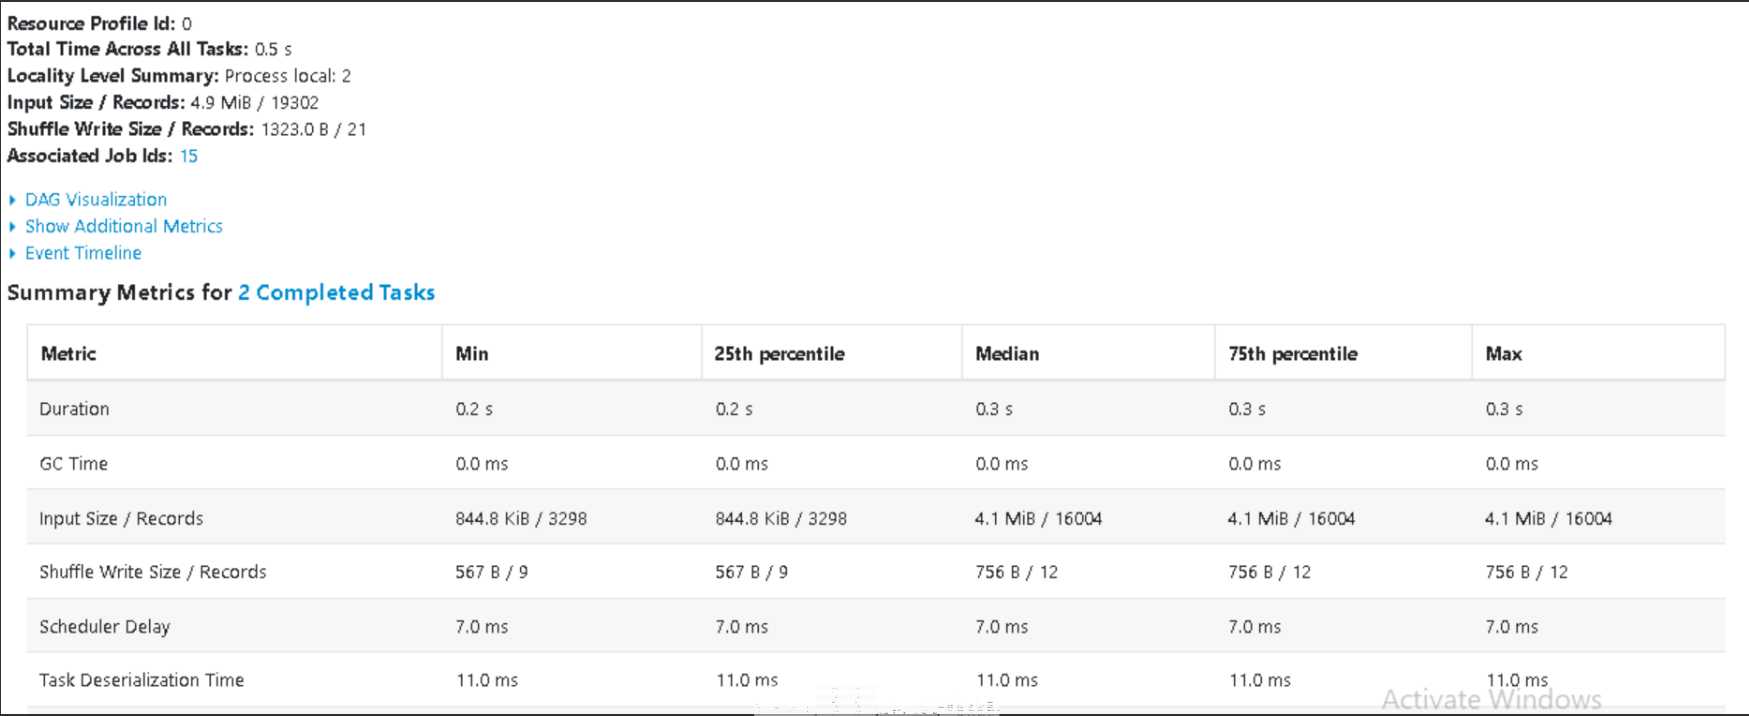 Resource Profile Id: 0
Total Time Across All Tasks: 0.5 s
Locality Level Summary: Process local: 2
Input Size / Records: 4.9 MiB / 19302
Shuffle Write Size / Records: 1323.0 B / 21
Associated Job Ids: 15
DAG Visualization
Show Additional Metrics
Event Timeline
Summary Metrics for 2 Completed Tasks
Metric Min 25th percentile Median 75th percentile Max
Duration 0.2 s 0.2 s 0.3 s 0.3 s 0.3 s
GC Time 0.0 ms 0.0 ms 0.0 ms 0.0 ms 0.0 ms
Input Size / Records 844.8 KiB / 3298 844.8 KiB / 3298 4.1 MiB / 16004 4.1 MiB / 16004 4.1 MiB / 16004
Shuffle Write Size / Records 567 B / 9 567 B / 9 756 B / 12 756 B / 12 756 B / 12
Scheduler Delay 7.0 ms 7.0 ms 7.0 ms 7.0 ms 7.0 ms
Task Deserialization Time 11.0 ms 11.0 ms 11.0 ms 11.0 ms 11.0 ms
Activate Windows